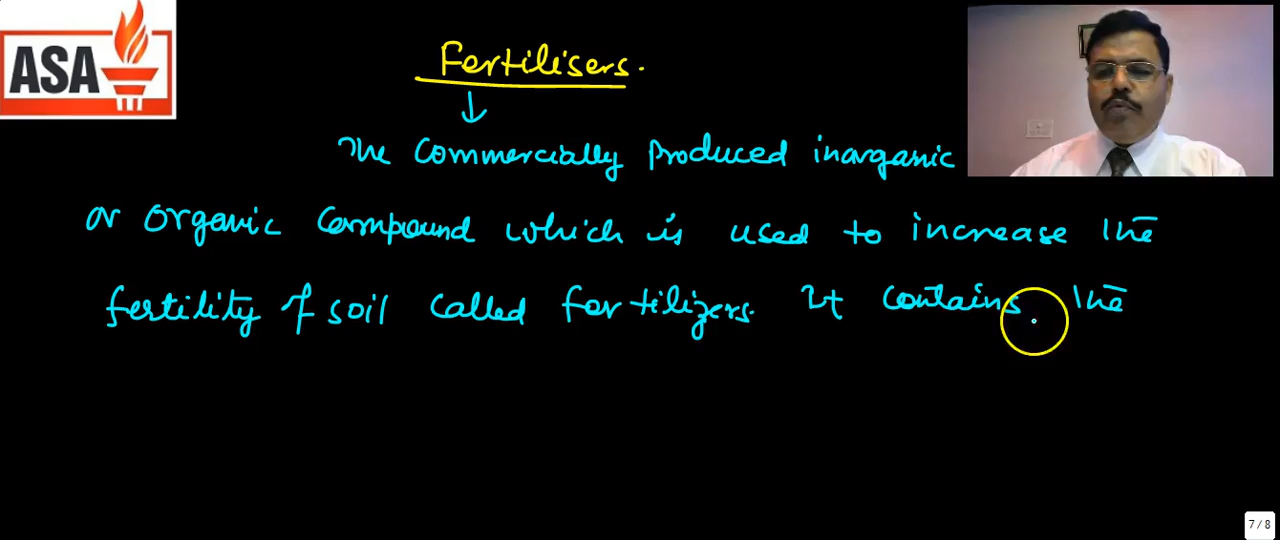 ASA
Fertilisers.
The commercially produced inorganic
or organic compound which is used to increase the
fertility of soil called fertilizers. It contains the
7/8